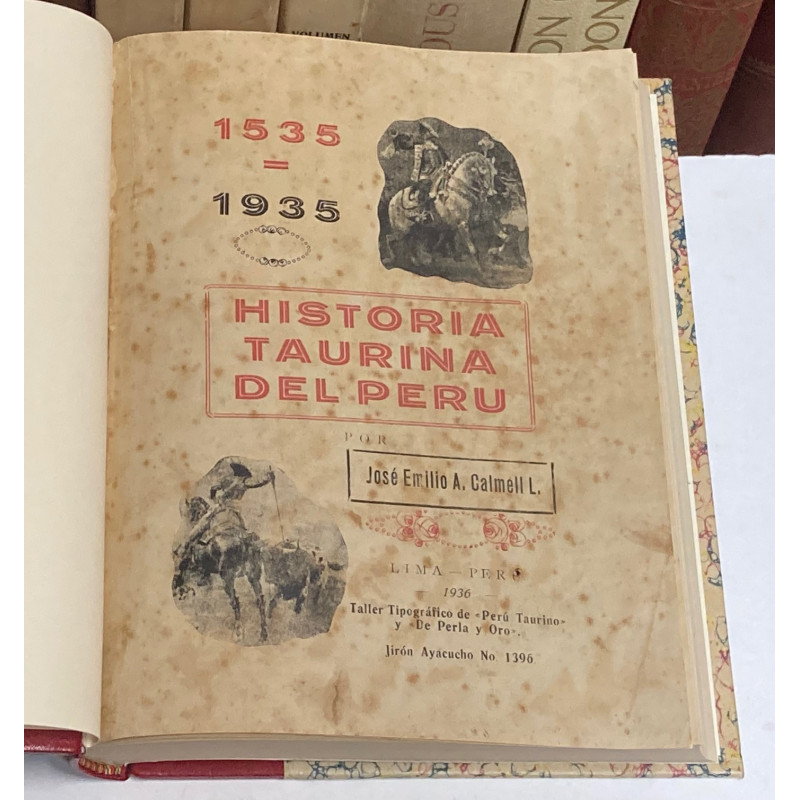 VOLUMEN
1535
=
1935
HISTORIA
TAURINA
DEL PERU
POR
José Emilio A. Calmell L.
LIMA — PERU
— 1936 —
Taller Tipográfico de «Perú Taurino»
y «De Perla y Oro».
Jirón Ayacucho No 1396